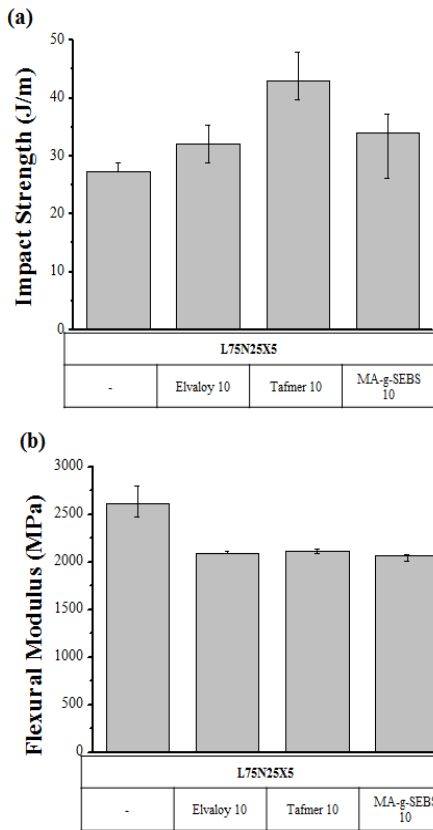 (a)
Impact Strength (J/m)
50
40
30
20
10
0
L75N25X5
-
Elvaloy 10
Tafmer 10
MA-g-SEBS
10
(b)
Flexural Modulus (MPa)
3000
2500
2000
1500
1000
500
0
L75N25X5
-
Elvaloy 10
Tafmer 10
MA-g-SEBS
10